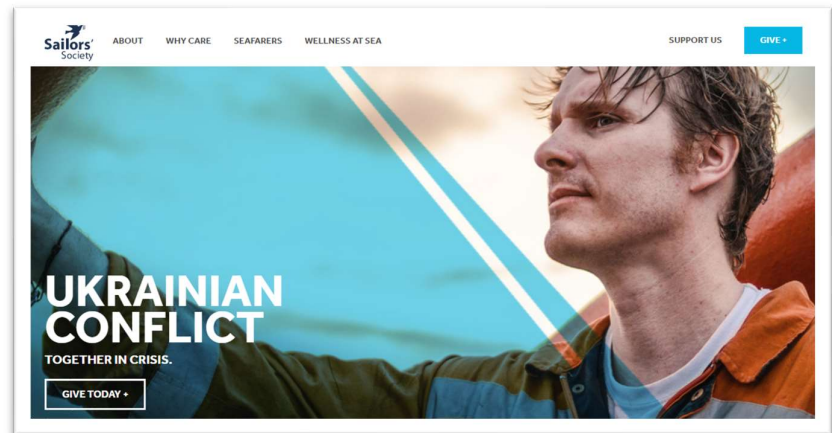 Sailors'
Society
ABOUT WHY CARE SEAFARERS WELLNESS AT SEA SUPPORT US GIVE +
UKRAINIAN
CONFLICT
TOGETHER IN CRISIS.
GIVE TODAY +